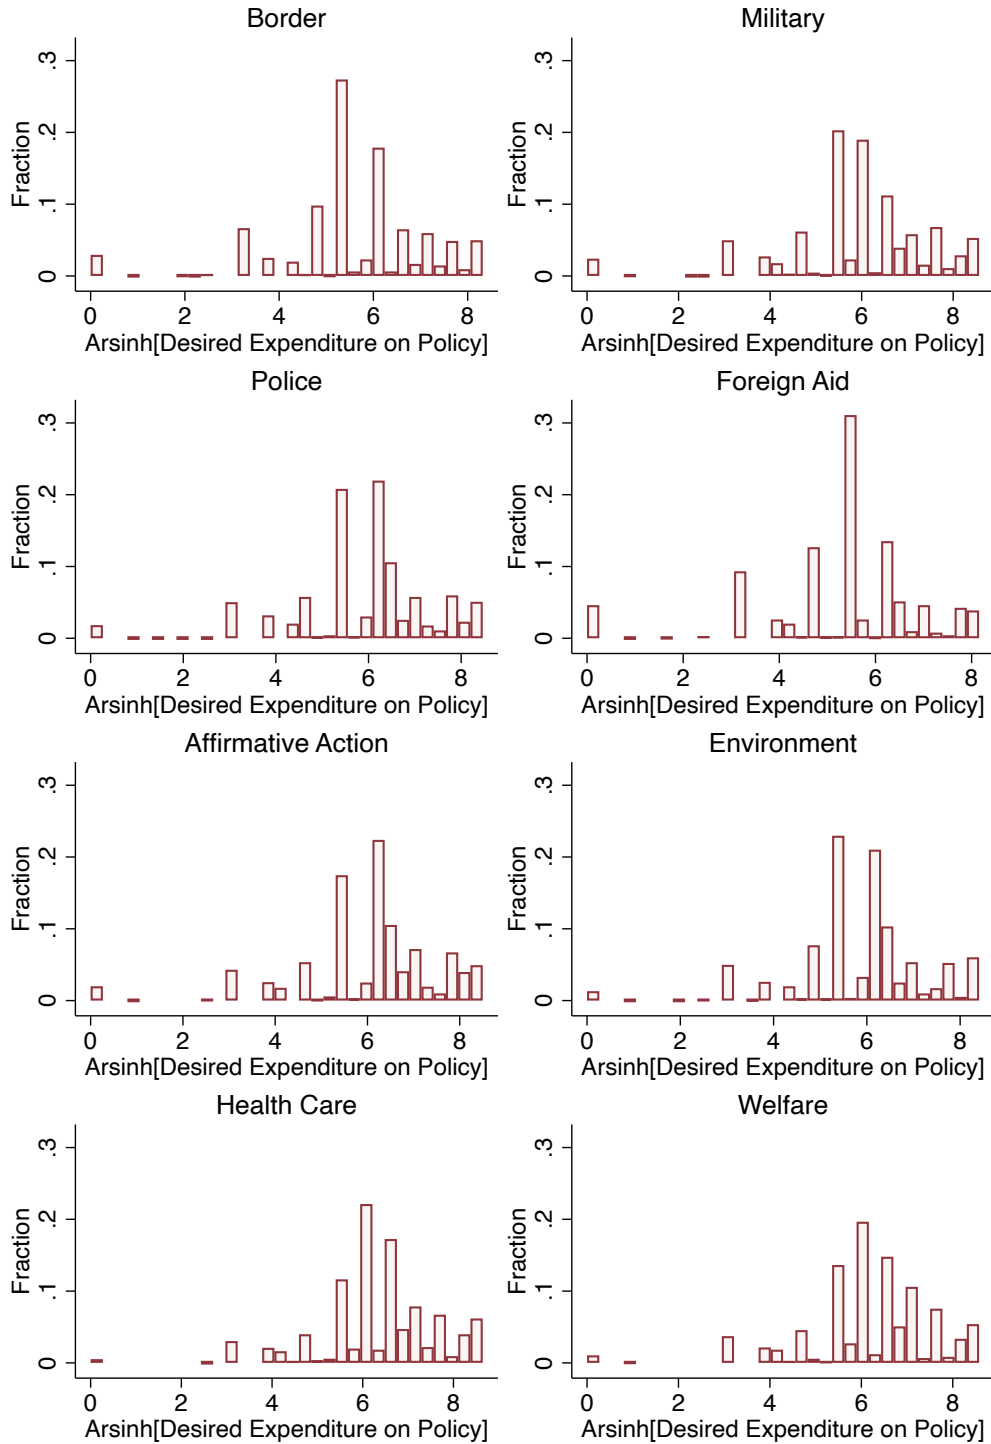 Border
.3
.2
.1
0
Fraction
0 2 4 6 8
Arsinh[Desired Expenditure on Policy]
Military
.3
.2
.1
0
Fraction
0 2 4 6 8
Arsinh[Desired Expenditure on Policy]
Police
.3
.2
.1
0
Fraction
0 2 4 6 8
Arsinh[Desired Expenditure on Policy]
Foreign Aid
.3
.2
.1
0
Fraction
0 2 4 6 8
Arsinh[Desired Expenditure on Policy]
Affirmative Action
.3
.2
.1
0
Fraction
0 2 4 6 8
Arsinh[Desired Expenditure on Policy]
Environment
.3
.2
.1
0
Fraction
0 2 4 6 8
Arsinh[Desired Expenditure on Policy]
Health Care
.3
.2
.1
0
Fraction
0 2 4 6 8
Arsinh[Desired Expenditure on Policy]
Welfare
.3
.2
.1
0
Fraction
0 2 4 6 8
Arsinh[Desired Expenditure on Policy]